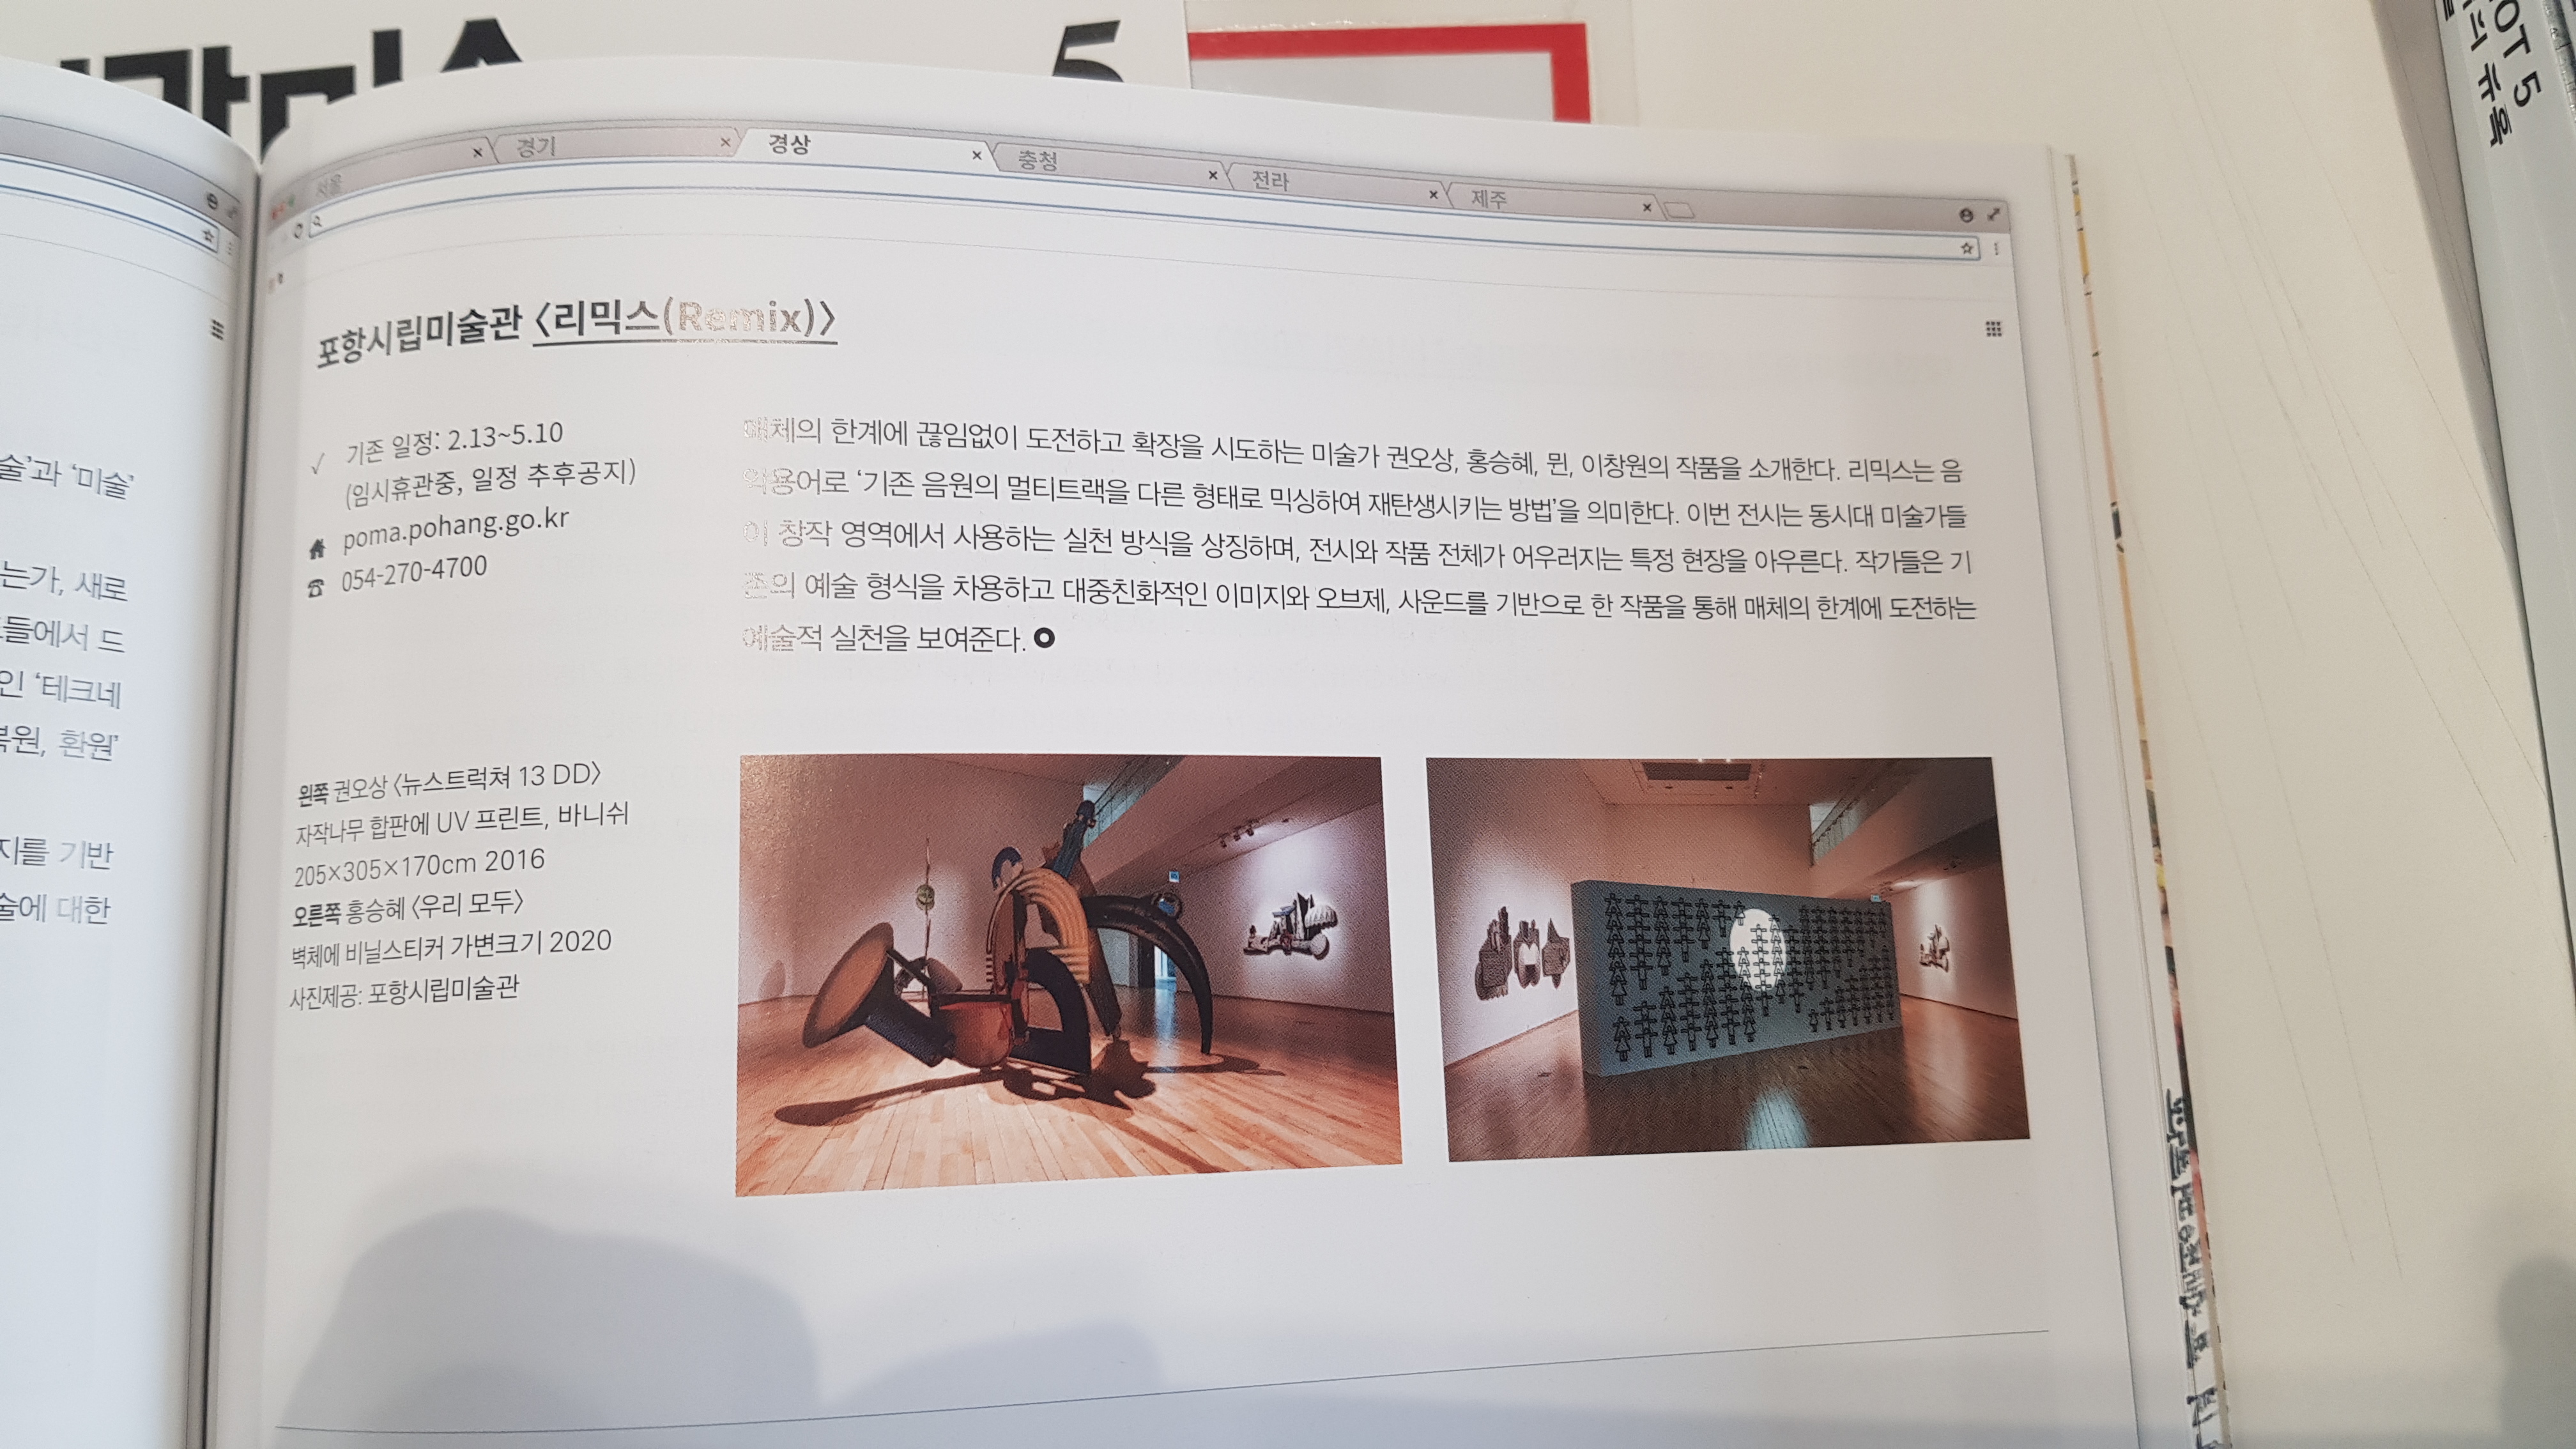 5
서울
경기
경상
충청
전라
제주
포항시립미술관 〈리믹스(Remix)〉
기존 일정: 2.13~5.10
(임시휴관중, 일정 추후공지)
poma.pohang.go.kr
054-270-4700
매체의 한계에 끊임없이 도전하고 확장을 시도하는 미술가 권오상, 홍승혜, 뮌, 이창원의 작품을 소개한다. 리믹스는 음
악용어로 ‘기존 음원의 멀티트랙을 다른 형태로 믹싱하여 재탄생시키는 방법’을 의미한다. 이번 전시는 동시대 미술가들
이 창작 영역에서 사용하는 실천 방식을 상징하며, 전시와 작품 전체가 어우러지는 특정 현장을 아우른다. 작가들은 기
존의 예술 형식을 차용하고 대중친화적인 이미지와 오브제, 사운드를 기반으로 한 작품을 통해 매체의 한계에 도전하는
예술적 실천을 보여준다.
왼쪽 권오상 〈뉴스트럭쳐 13 DD〉
자작나무 합판에 UV 프린트, 바니쉬
205×305×170cm 2016
오른쪽 홍승혜 〈우리 모두〉
벽체에 비닐스티커 가변크기 2020
사진제공: 포항시립미술관
술’과 ‘미술’
는가, 새로
들에서 드
인 ‘테크네
환원’
지를 기반
술에 대한